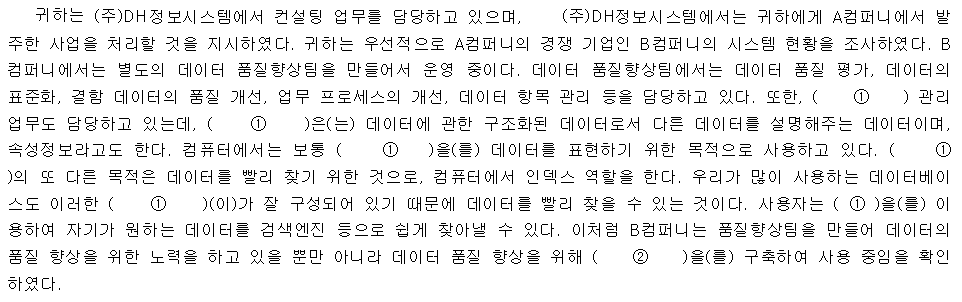 귀하는 (주)DH정보시스템에서 컨설팅 업무를 담당하고 있으며, (주)DH정보시스템에서는 귀하에게 A컴퍼니에서 발
주한 사업을 처리할 것을 지시하였다. 귀하는 우선적으로 A컴퍼니의 경쟁 기업인 B컴퍼니의 시스템 현황을 조사하였다. B
컴퍼니에서는 별도의 데이터 품질향상팀을 만들어서 운영 중이다. 데이터 품질향상팀에서는 데이터 품질 평가, 데이터의
표준화, 결함 데이터의 품질 개선, 업무 프로세스의 개선, 데이터 항목 관리 등을 담당하고 있다. 또한, ( ① ) 관리
업무도 담당하고 있는데, ( ① )은(는) 데이터에 관한 구조화된 데이터로서 다른 데이터를 설명해주는 데이터이며,
속성정보라고도 한다. 컴퓨터에서는 보통 ( ① )을(를) 데이터를 표현하기 위한 목적으로 사용하고 있다. ( ①
)의 또 다른 목적은 데이터를 빨리 찾기 위한 것으로, 컴퓨터에서 인덱스 역할을 한다. 우리가 많이 사용하는 데이터베이
스도 이러한 ( ① )(이)가 잘 구성되어 있기 때문에 데이터를 빨리 찾을 수 있는 것이다. 사용자는 ( ① )을(를) 이
용하여 자기가 원하는 데이터를 검색엔진 등으로 쉽게 찾아낼 수 있다. 이처럼 B컴퍼니는 품질향상팀을 만들어 데이터의
품질 향상을 위한 노력을 하고 있을 뿐만 아니라 데이터 품질 향상을 위해 ( ② )을(를) 구축하여 사용 중임을 확인
하였다.